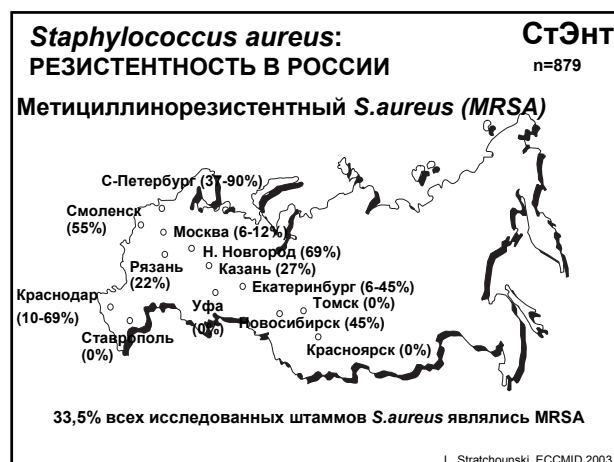 Staphylococcus aureus:
РЕЗИСТЕНТНОСТЬ В РОССИИ
СтЭнт
n=879
Метициллинорезистентный S.aureus (MRSA)
С-Петербург (37-90%)
Смоленск
(55%)
Москва (6-12%)
Н. Новгород (69%)
Рязань
(22%)
Казань (27%)
Екатеринбург (6-45%)
Краснодар
(10-69%)
Уфа
(0%)
Томск (0%)
Новосибирск (45%)
Ставрополь
(0%)
Красноярск (0%)
33,5% всех исследованных штаммов S.aureus являлись MRSA
L. Stratchounski, ECCMID 2003